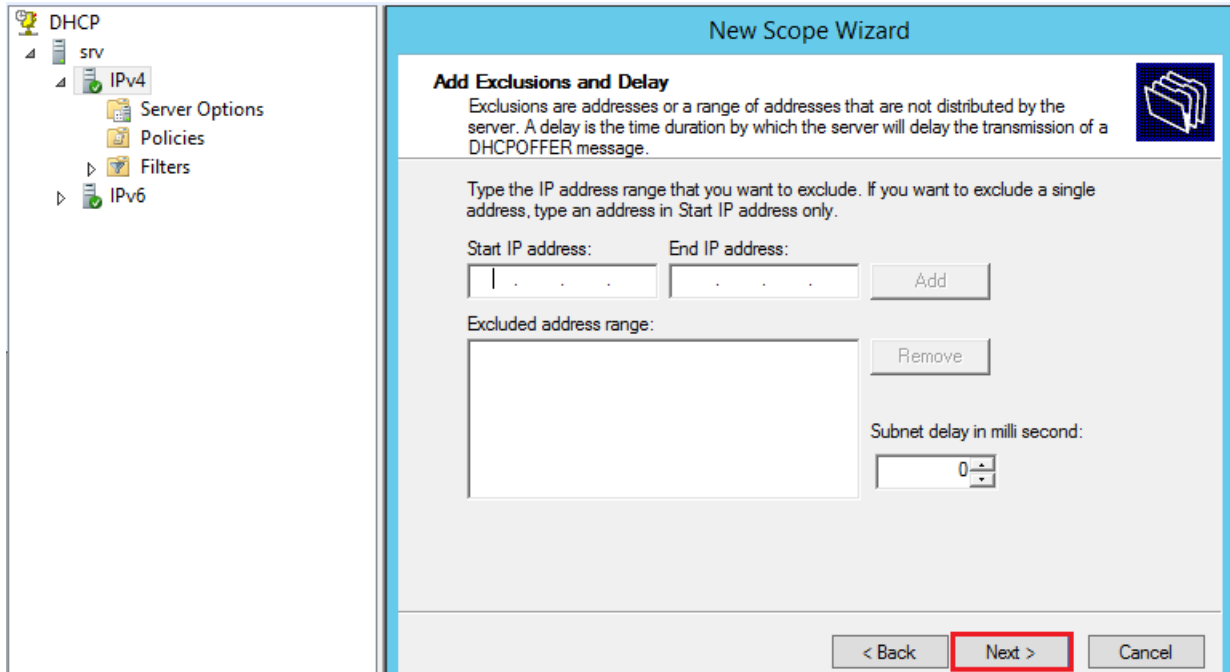 DHCP
srv
IPv4
Server Options
Policies
Filters
IPv6
New Scope Wizard
Add Exclusions and Delay
Exclusions are addresses or a range of addresses that are not distributed by the
server. A delay is the time duration by which the server will delay the transmission of a
DHCPOFFER message.
Type the IP address range that you want to exclude. If you want to exclude a single
address, type an address in Start IP address only.
Start IP address: End IP address:
. . . . . . Add
Excluded address range:
Remove
Subnet delay in milli second:
0
< Back Next > Cancel